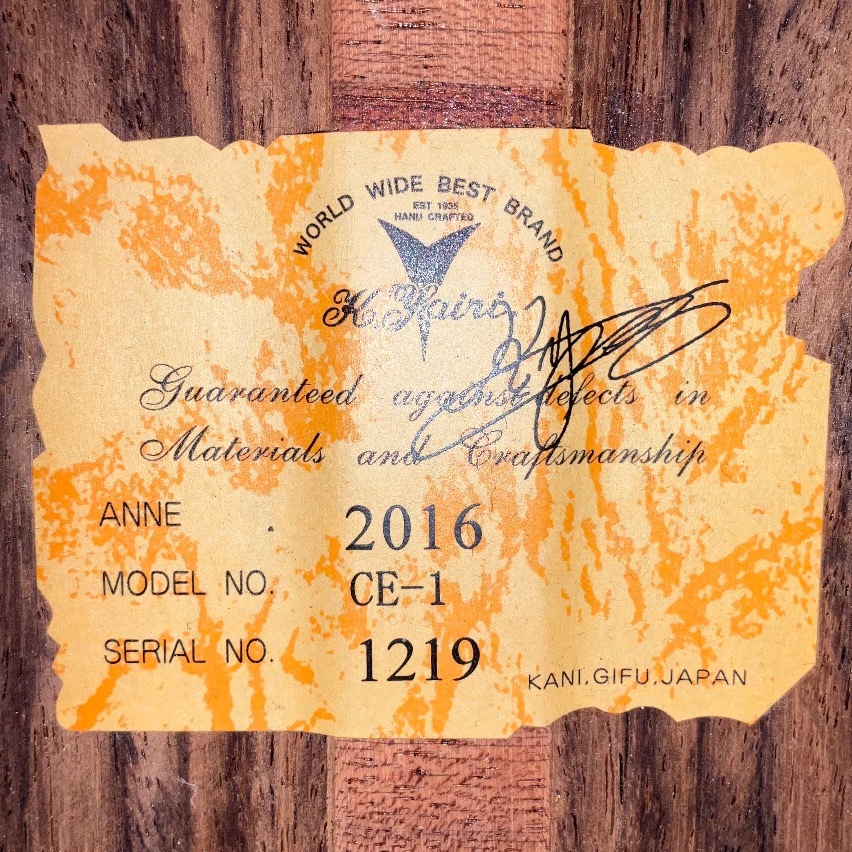 WORLD WIDE BEST BRAND
EST 1935
HAND CRAFTED
K.Yairi
Guaranteed against defects in
Materials and Craftsmanship
ANNE 2016
MODEL NO. CE-1
SERIAL NO. 1219
KANI.GIFU.JAPAN